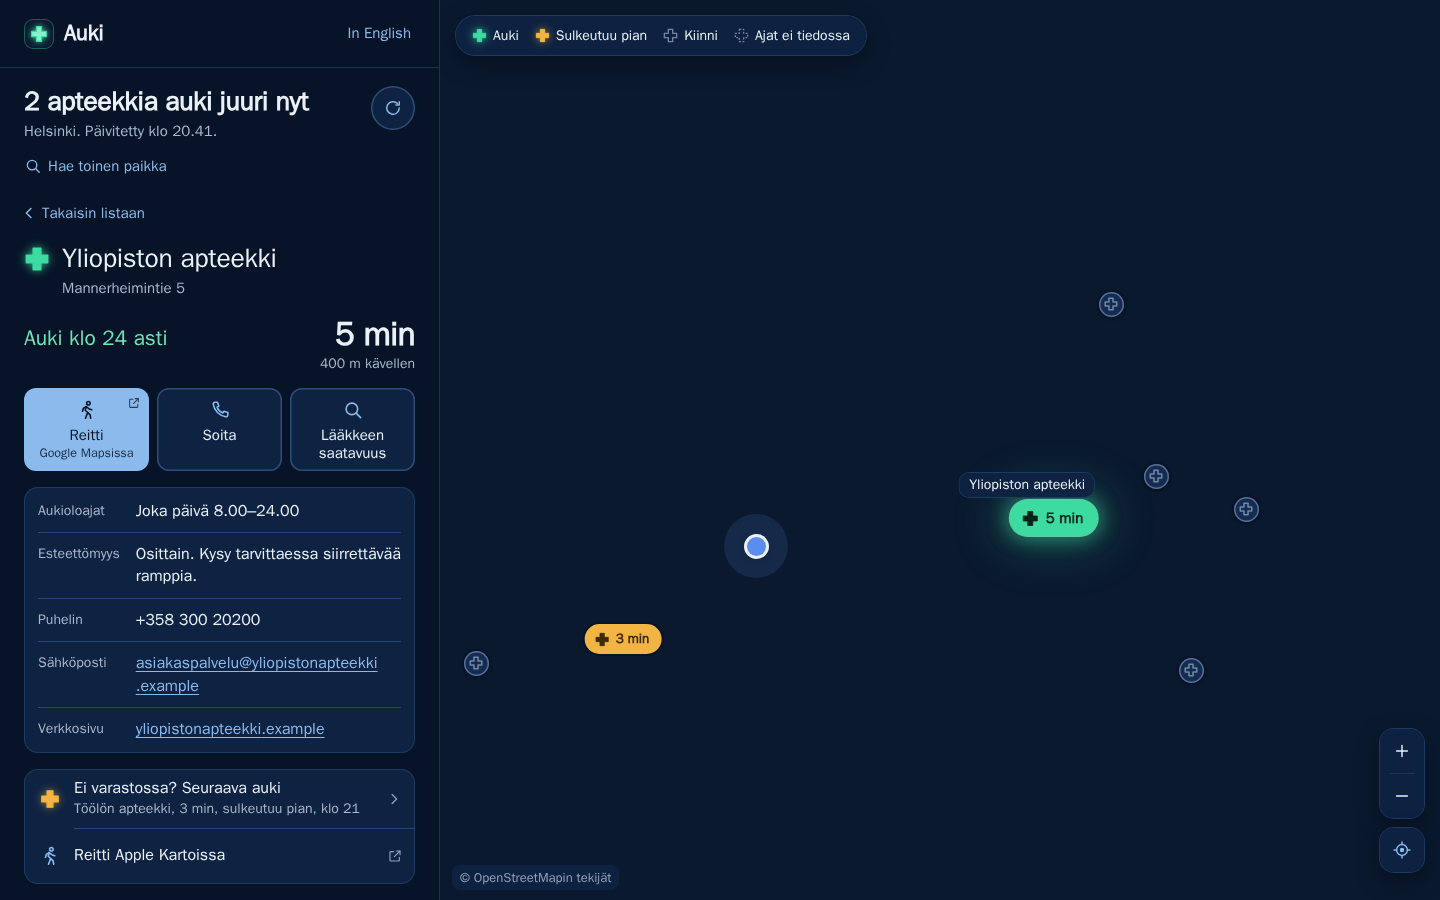 Auki
In English
2 apteekkia auki juuri nyt
Helsinki. Päivitetty klo 20.41.
Hae toinen paikka
Takaisin listaan
Yliopiston apteekki
Mannerheimintie 5
Auki klo 24 asti
5 min
400 m kävellen
Reitti
Google Mapsissa
Soita
Lääkkeen
saatavuus
Aukioloajat
Joka päivä 8.00–24.00
Esteettömyys
Osittain. Kysy tarvittaessa siirrettävää
ramppia.
Puhelin
+358 300 20200
Sähköposti
asiakaspalvelu@yliopistonapteekki
.example
Verkkosivu
yliopistonapteekki.example
Ei varastossa? Seuraava auki
Töölön apteekki, 3 min, sulkeutuu pian, klo 21
Reitti Apple Kartoissa
Auki
Sulkeutuu pian
Kiinni
Ajat ei tiedossa
Yliopiston apteekki
5 min
3 min
+
−
© OpenStreetMapin tekijät